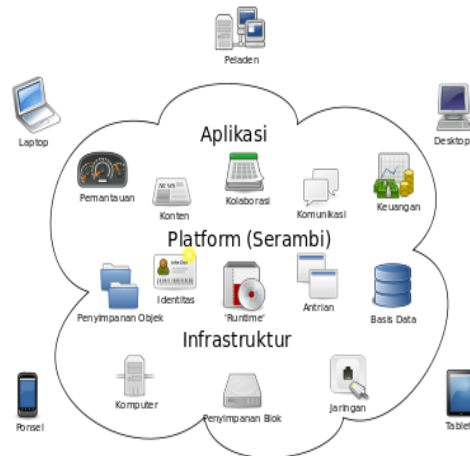 Peladen
Laptop
Desktop
Aplikasi
Pemantauan
Konten
NEWS
Kolaborasi
Komunikasi
Keuangan
Platform (Serambi)
Penyimpanan Objek
Identitas
'Runtime'
Antrian
Basis Data
Infrastruktur
Komputer
Penyimpanan Blok
Jaringan
Ponsel
Tablet